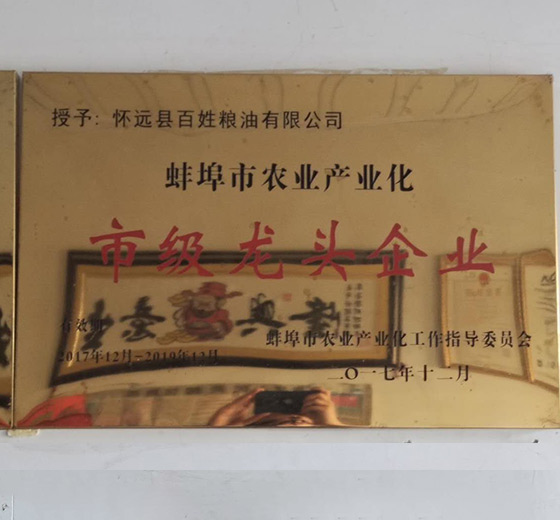 授予：怀远县百姓粮油有限公司
蚌埠市农业产业化
市级龙头企业
有效期
2017年12月-2019年12月
蚌埠市农业产业化工作指导委员会
二〇一七年十二月